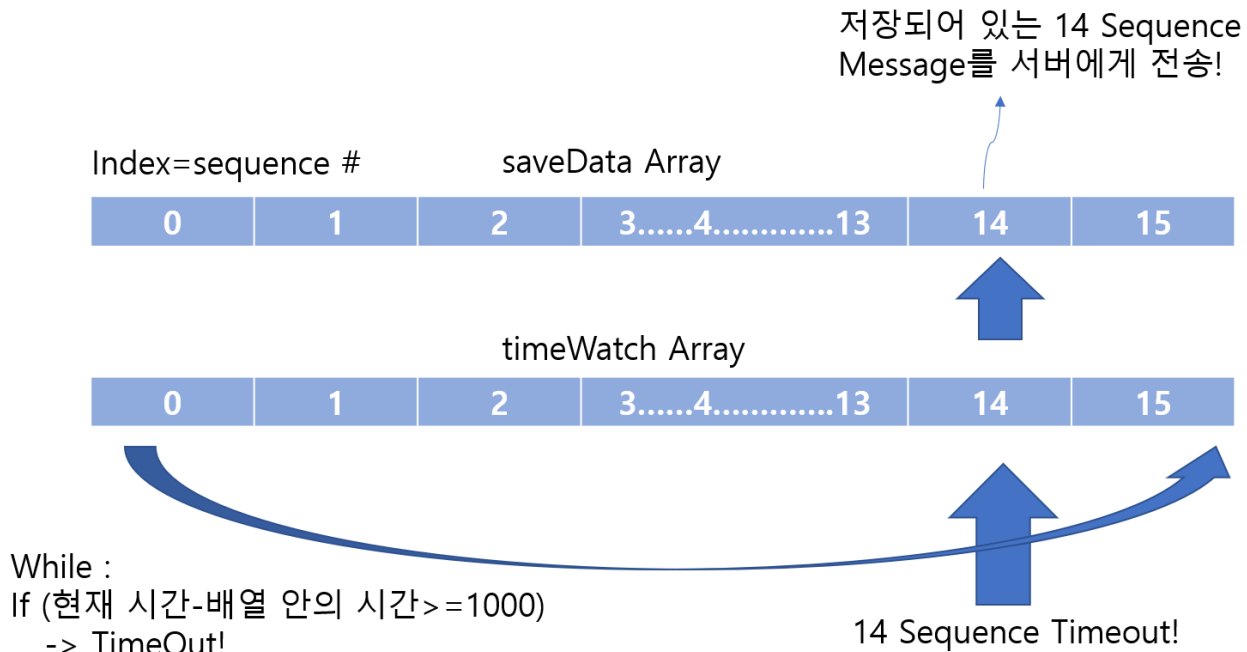 저장되어 있는 14 Sequence
Message를 서버에게 전송!
Index=sequence #
saveData Array
0 1 2 3......4.............13 14 15
timeWatch Array
0 1 2 3......4.............13 14 15
While :
If (현재 시간-배열 안의 시간>=1000)
-> TimeOut!
14 Sequence Timeout!